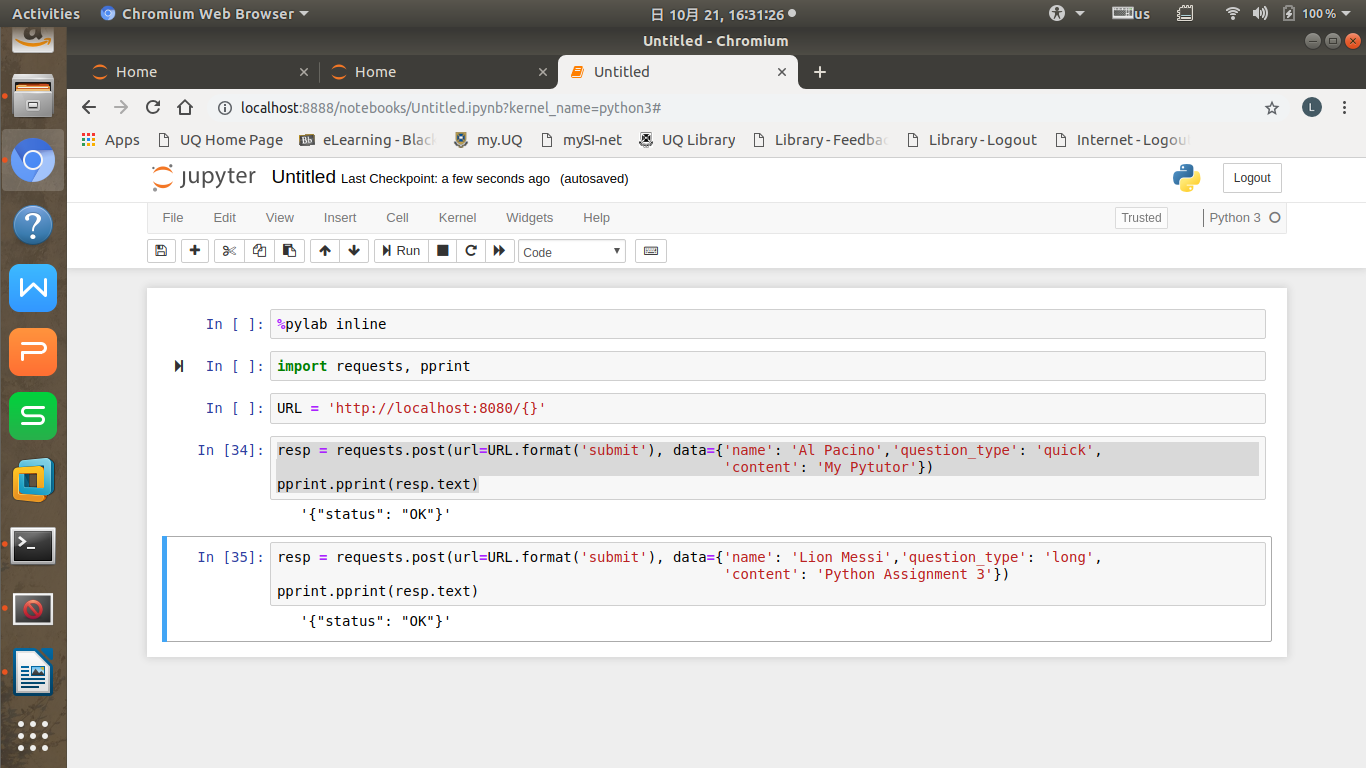 Activities Chromium Web Browser 日 10月 21, 16:31:26 us 100 %
Untitled - Chromium
Home Home Untitled
localhost:8888/notebooks/Untitled.ipynb?kernel_name=python3# L
Apps UQ Home Page Bb eLearning - Blac my.UQ mySI-net UQ Library Library - Feedba Library - Logout Internet - Logou
jupyter Untitled Last Checkpoint: a few seconds ago (autosaved) Logout
File Edit View Insert Cell Kernel Widgets Help Trusted Python 3
Run Code
In [ ]: %pylab inline
In [ ]: import requests, pprint
In [ ]: URL = 'http://localhost:8080/{}'
In [34]: resp = requests.post(url=URL.format('submit'), data={'name': 'Al Pacino','question_type': 'quick',
'content': 'My Pytutor'})
pprint.pprint(resp.text)
'{"status": "OK"}'
In [35]: resp = requests.post(url=URL.format('submit'), data={'name': 'Lion Messi','question_type': 'long',
'content': 'Python Assignment 3'})
pprint.pprint(resp.text)
'{"status": "OK"}'